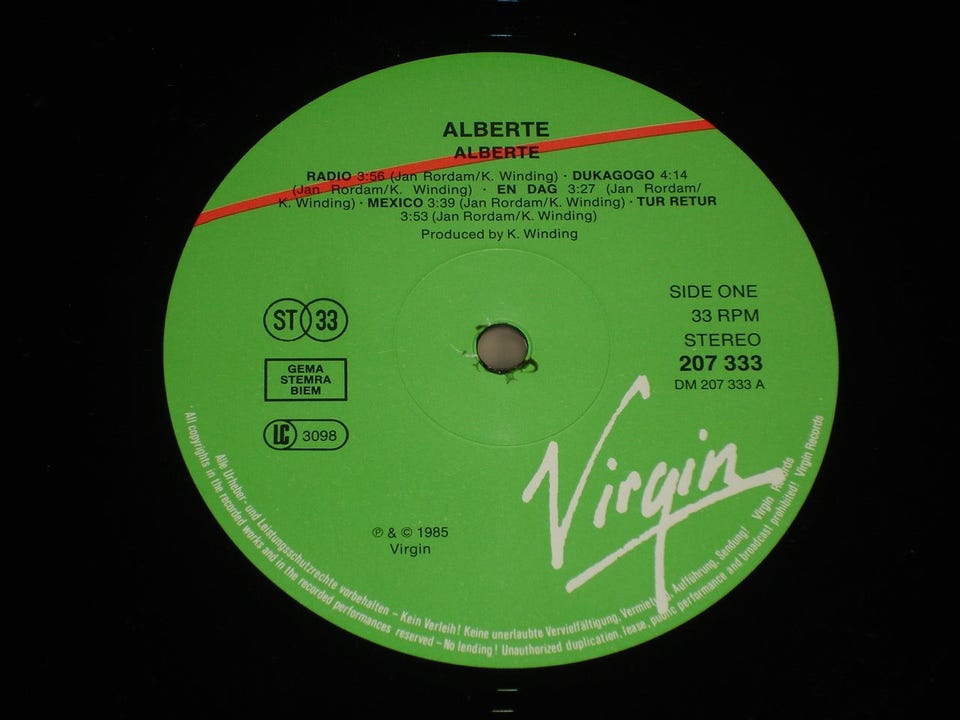 ALBERTE
ALBERTE
RADIO 3:56 (Jan Rordam/K. Winding) · DUKAGOGO 4:14
(Jan Rordam/K. Winding) · EN DAG 3:27 (Jan Rordam/
K. Winding) · MEXICO 3:39 (Jan Rordam/K. Winding) · TUR RETUR
3:53 (Jan Rordam/K. Winding)
Produced by K. Winding
SIDE ONE
33 RPM
STEREO
207 333
DM 207 333 A
ST 33
GEMA
STEMRA
BIEM
LC 3098
Virgin
℗ & © 1985
Virgin
Alle Urheber- und Leistungsschutzrechte vorbehalten – Kein Verleih! Keine unerlaubte Vervielfältigung, Vermietung, Aufführung, Sendung! Virgin Records
All copyrights in the recorded works and in the recorded performances reserved – No lending! Unauthorized duplication, lease, public performance and broadcast prohibited! Virgin Records